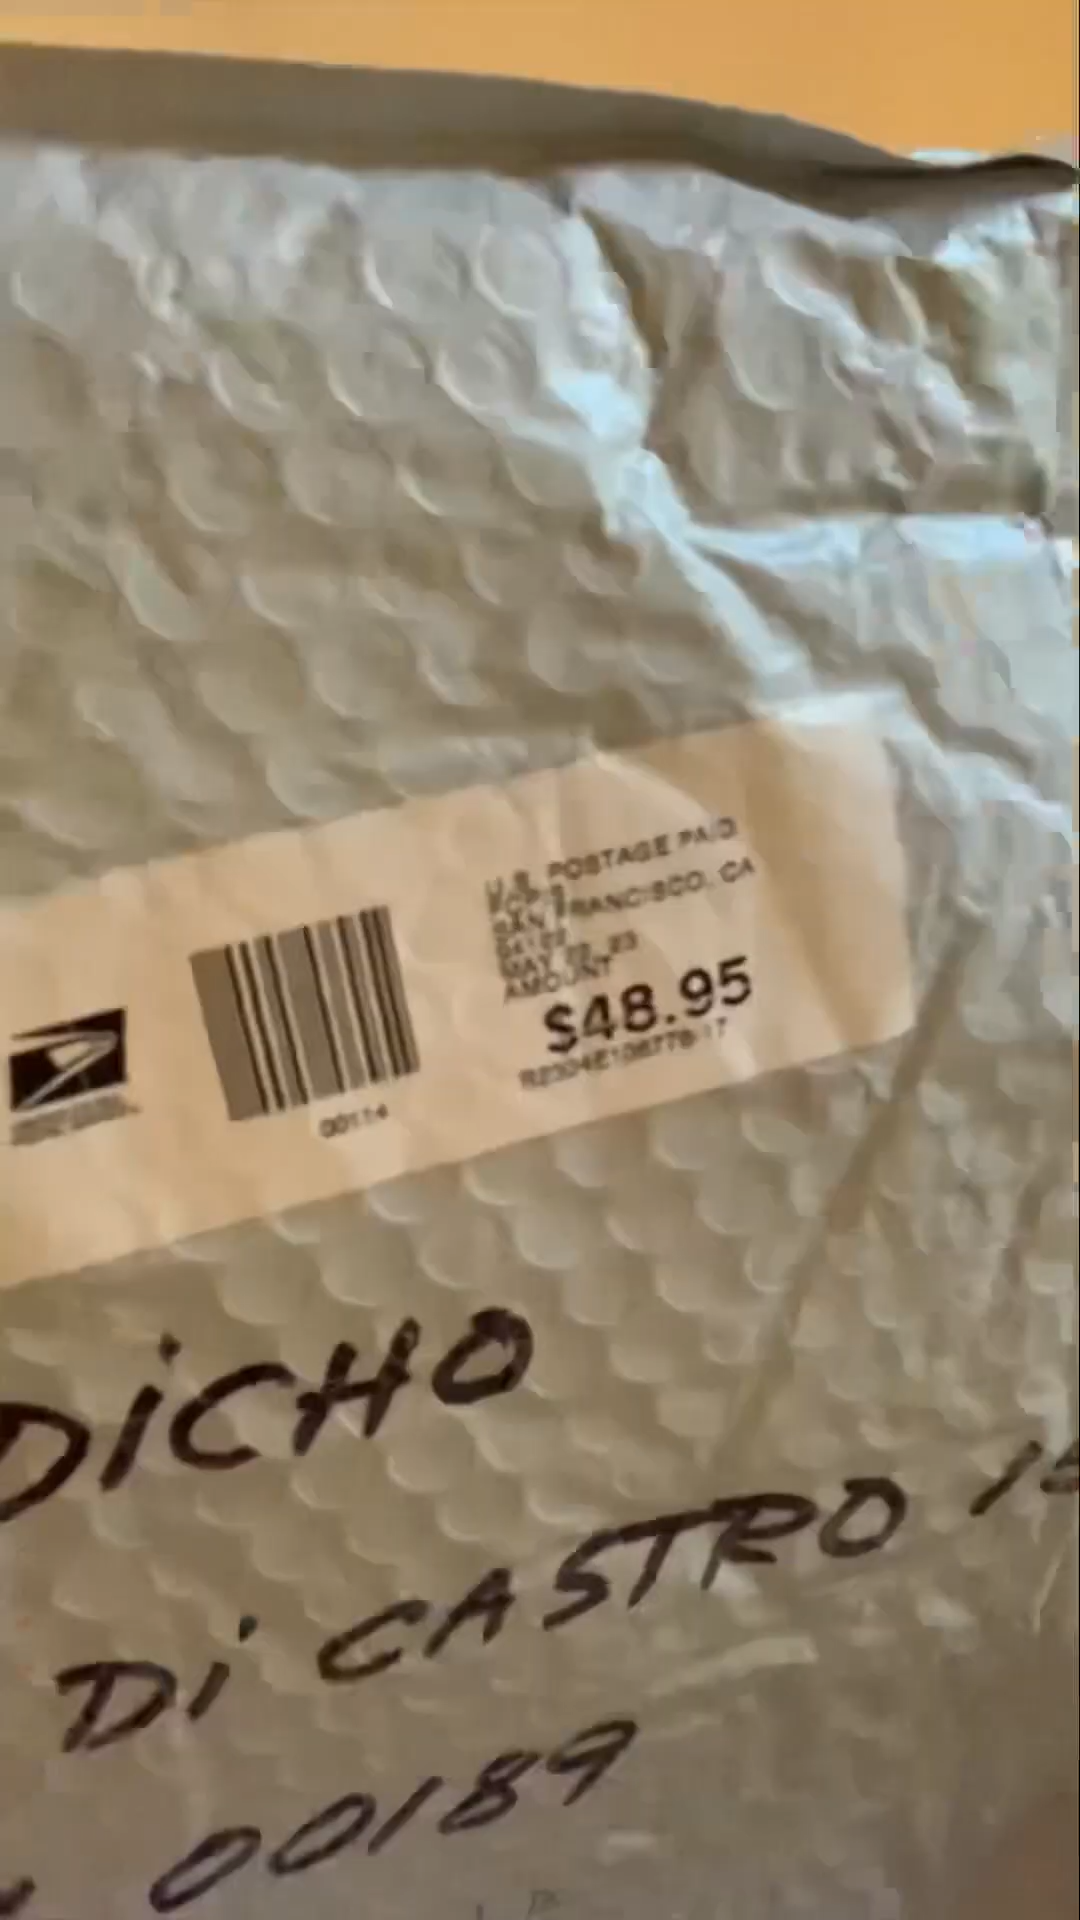 U.S. POSTAGE PAID
SAN FRANCISCO, CA
AMOUNT
$48.95
00114
DiCHO
Di CASTRO
00189